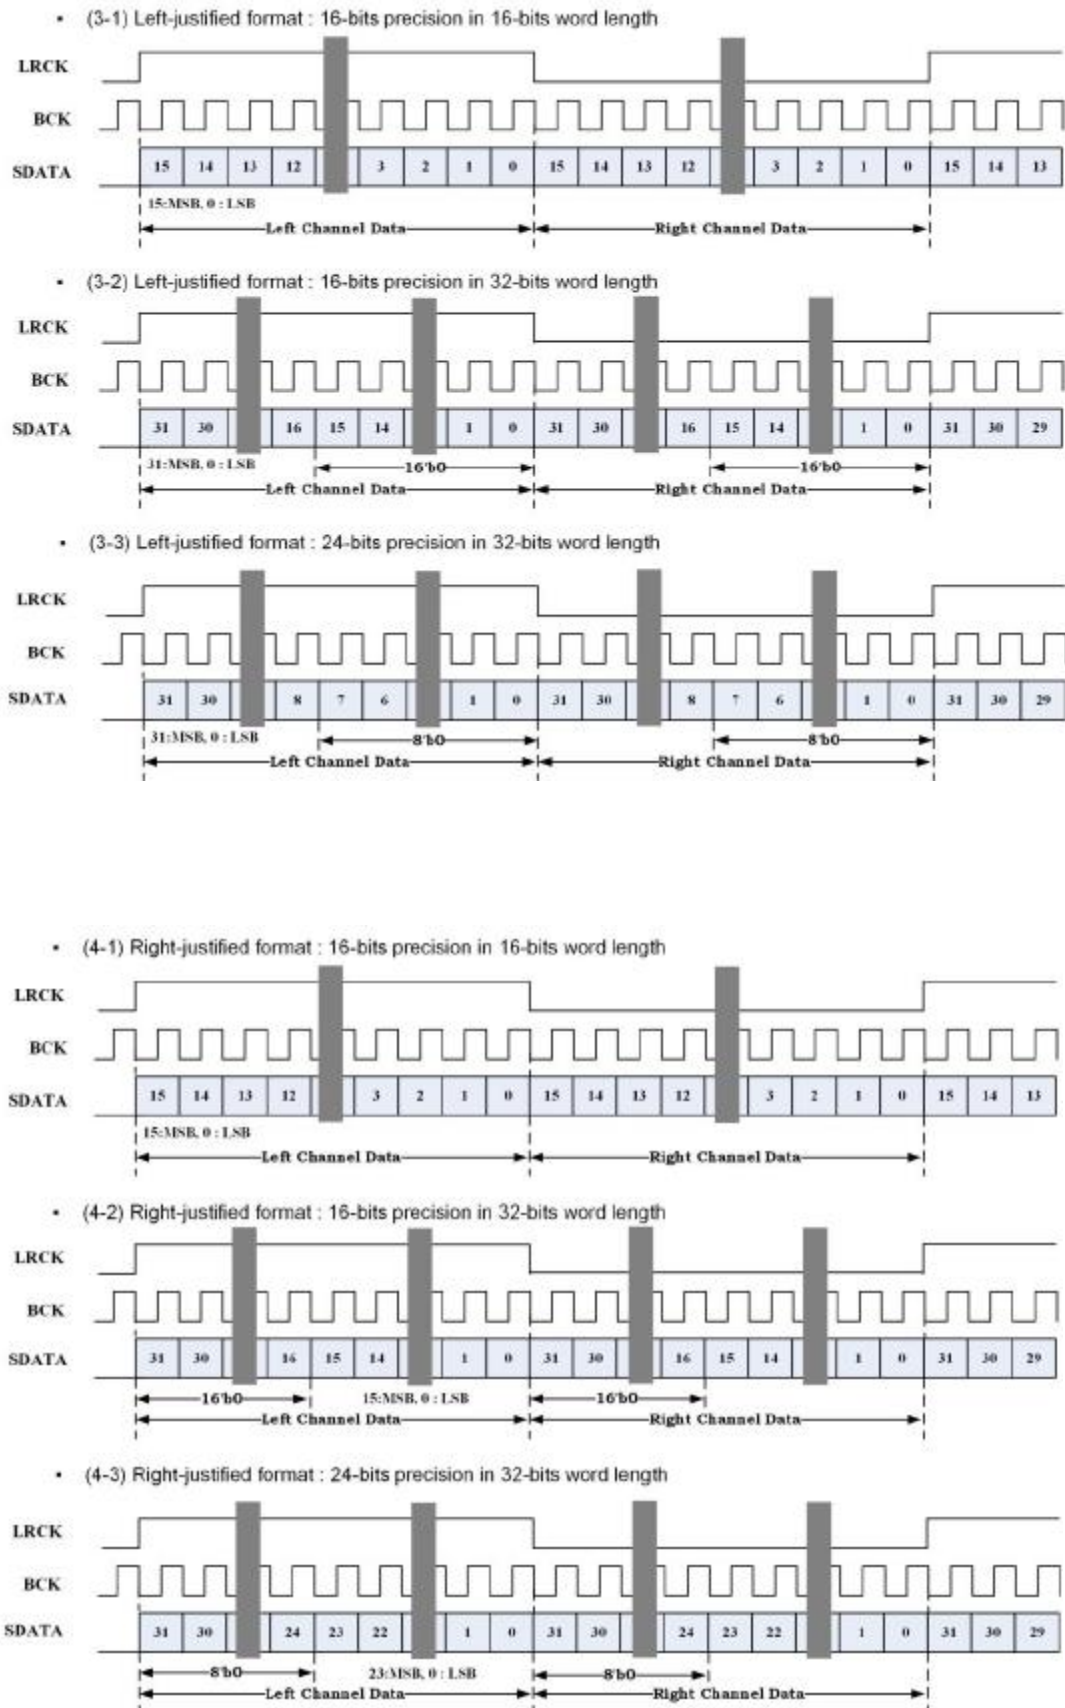 ▪ (3-1) Left-justified format : 16-bits precision in 16-bits word length
LRCK
BCK
SDATA 15 14 13 12 3 2 1 0 15 14 13 12 3 2 1 0 15 14 13
15:MSB, 0 : LSB
Left Channel Data Right Channel Data
▪ (3-2) Left-justified format : 16-bits precision in 32-bits word length
LRCK
BCK
SDATA 31 30 16 15 14 1 0 31 30 16 15 14 1 0 31 30 29
31:MSB, 0 : LSB 16'b0 16'b0
Left Channel Data Right Channel Data
▪ (3-3) Left-justified format : 24-bits precision in 32-bits word length
LRCK
BCK
SDATA 31 30 8 7 6 1 0 31 30 8 7 6 1 0 31 30 29
31:MSB, 0 : LSB 8'b0 8'b0
Left Channel Data Right Channel Data
▪ (4-1) Right-justified format : 16-bits precision in 16-bits word length
LRCK
BCK
SDATA 15 14 13 12 3 2 1 0 15 14 13 12 3 2 1 0 15 14 13
15:MSB, 0 : LSB
Left Channel Data Right Channel Data
▪ (4-2) Right-justified format : 16-bits precision in 32-bits word length
LRCK
BCK
SDATA 31 30 16 15 14 1 0 31 30 16 15 14 1 0 31 30 29
16'b0 15:MSB, 0 : LSB 16'b0
Left Channel Data Right Channel Data
▪ (4-3) Right-justified format : 24-bits precision in 32-bits word length
LRCK
BCK
SDATA 31 30 24 23 22 1 0 31 30 24 23 22 1 0 31 30 29
8'b0 23:MSB, 0 : LSB 8'b0
Left Channel Data Right Channel Data